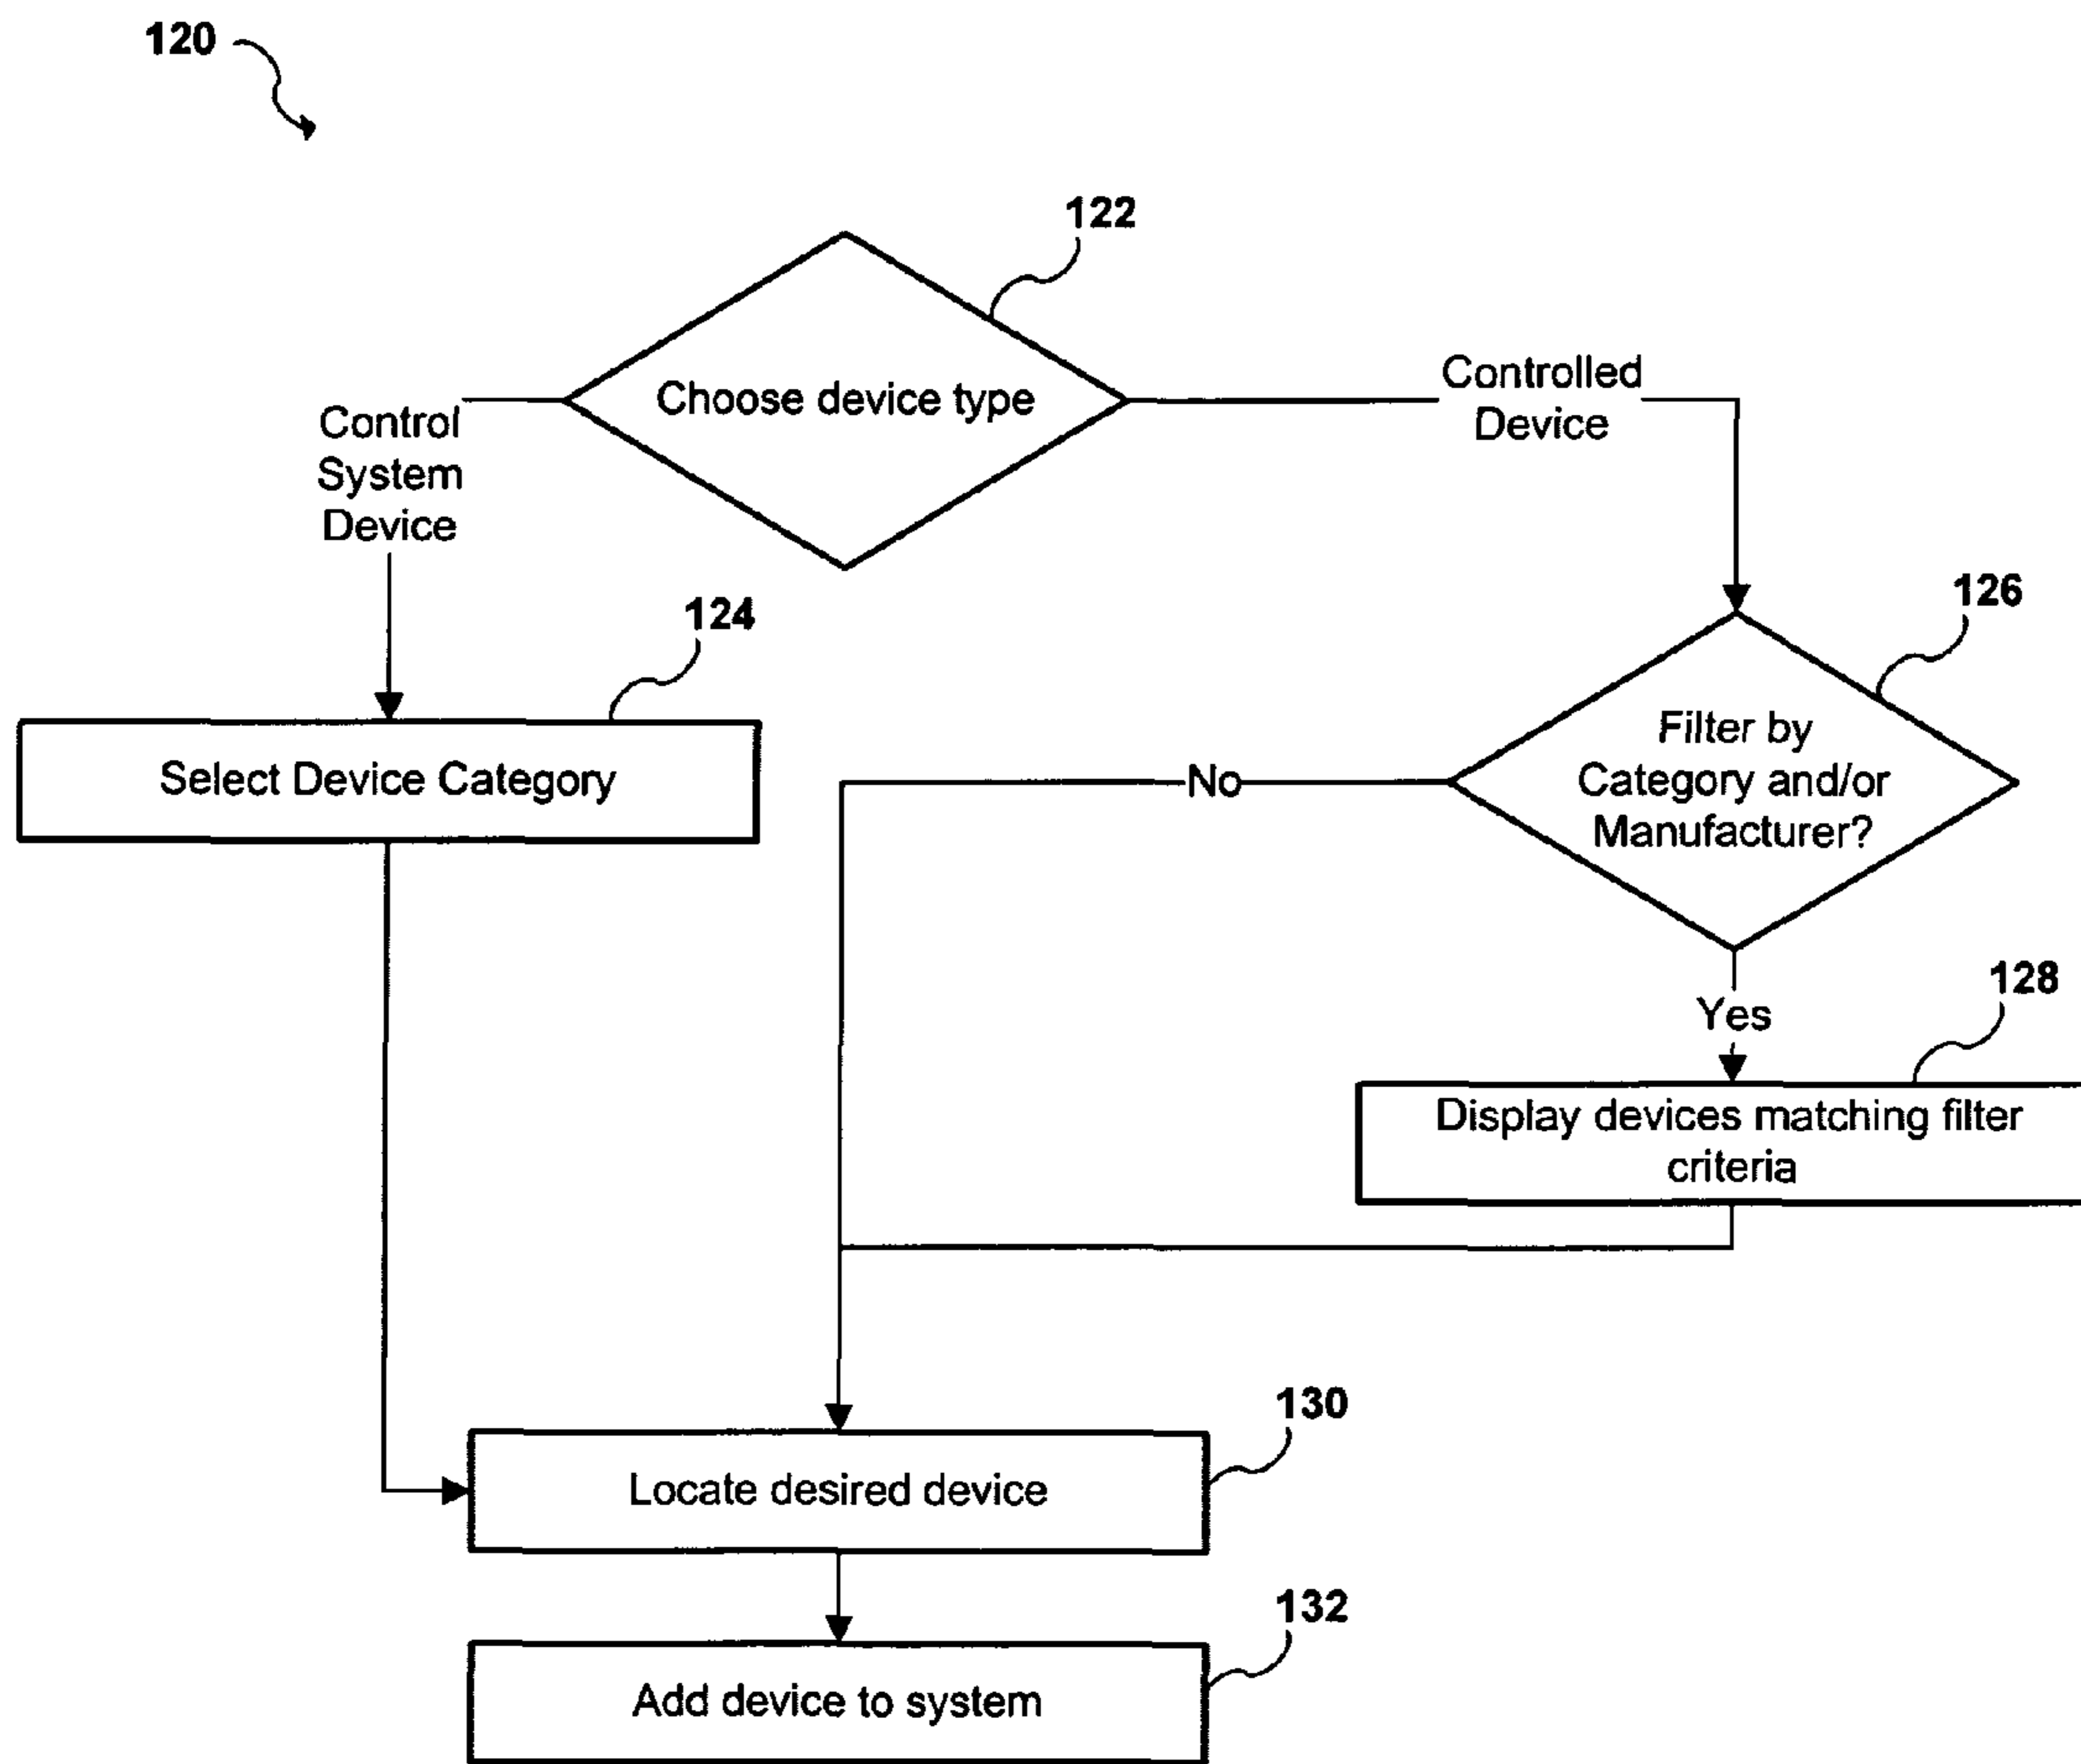 120
122
Choose device type
Controlled
Device
Control
System
Device
126
124
Filter by
Category and/or
Manufacturer?
Select Device Category
No
128
Yes
Display devices matching filter
criteria
130
Locate desired device
132
Add device to system